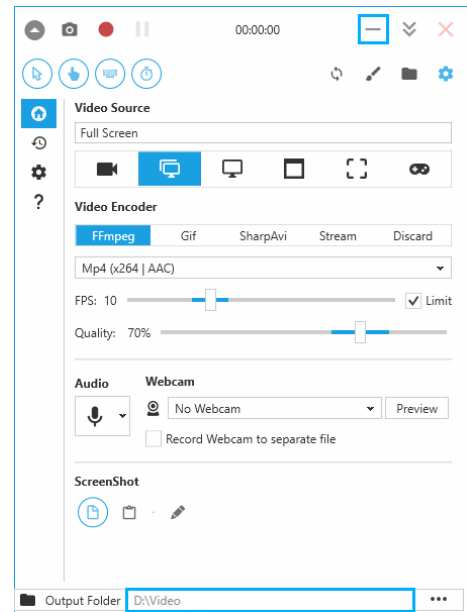 00:00:00
Video Source
Full Screen
Video Encoder
FFmpeg Gif SharpAvi Stream Discard
Mp4 (x264 | AAC)
FPS: 10 Limit
Quality: 70%
Audio Webcam
No Webcam Preview
Record Webcam to separate file
ScreenShot
Output Folder D:\Video